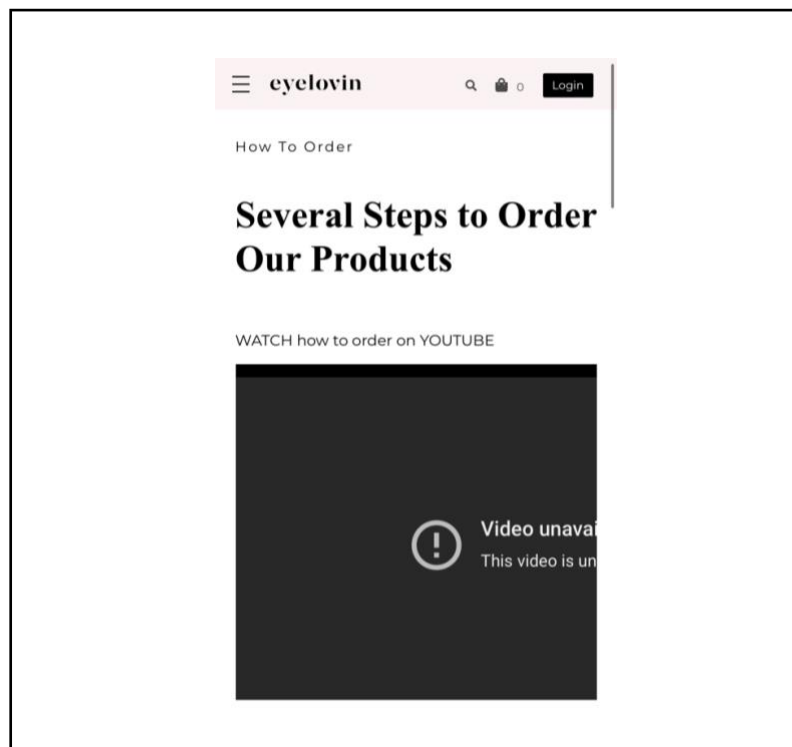 eyelovin
0
Login
How To Order
Several Steps to Order
Our Products
WATCH how to order on YOUTUBE
Video unavai
This video is un